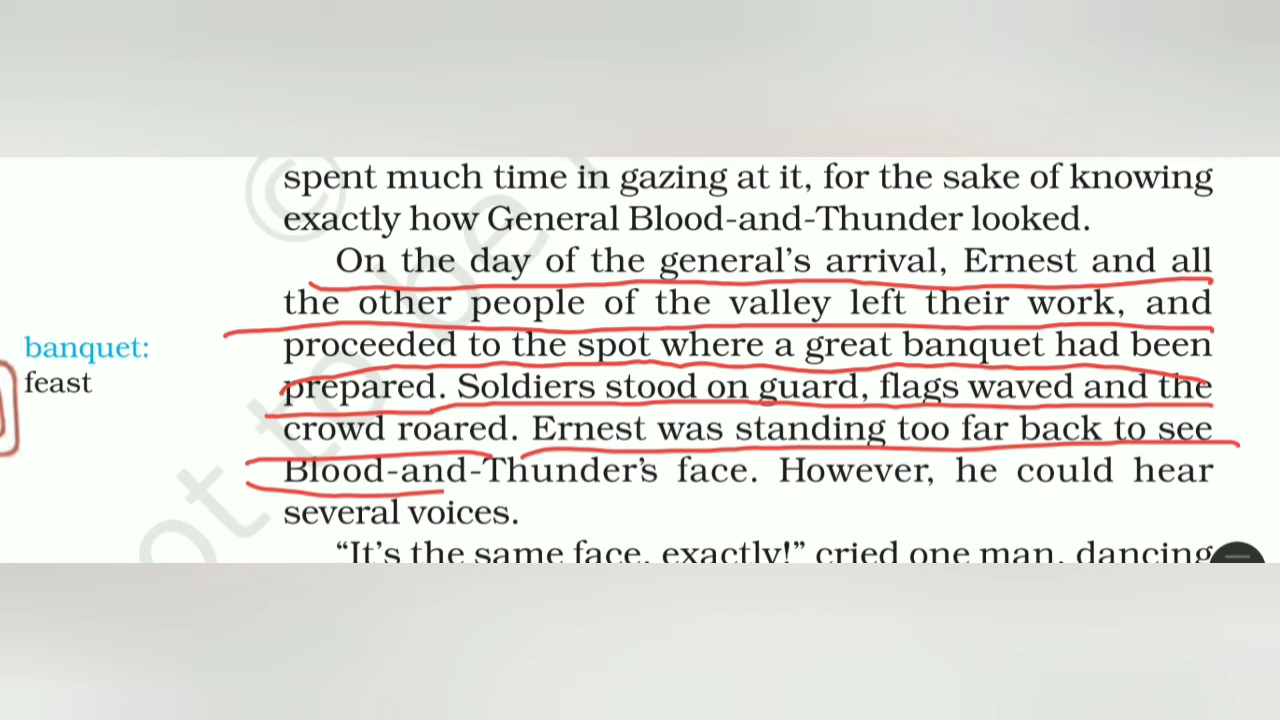 spent much time in gazing at it, for the sake of knowing
exactly how General Blood-and-Thunder looked.
On the day of the general's arrival, Ernest and all
the other people of the valley left their work, and
proceeded to the spot where a great banquet had been
prepared. Soldiers stood on guard, flags waved and the
crowd roared. Ernest was standing too far back to see
Blood-and-Thunder's face. However, he could hear
several voices.
"It's the same face, exactly!" cried one man, dancing
banquet:
feast
©
not to be